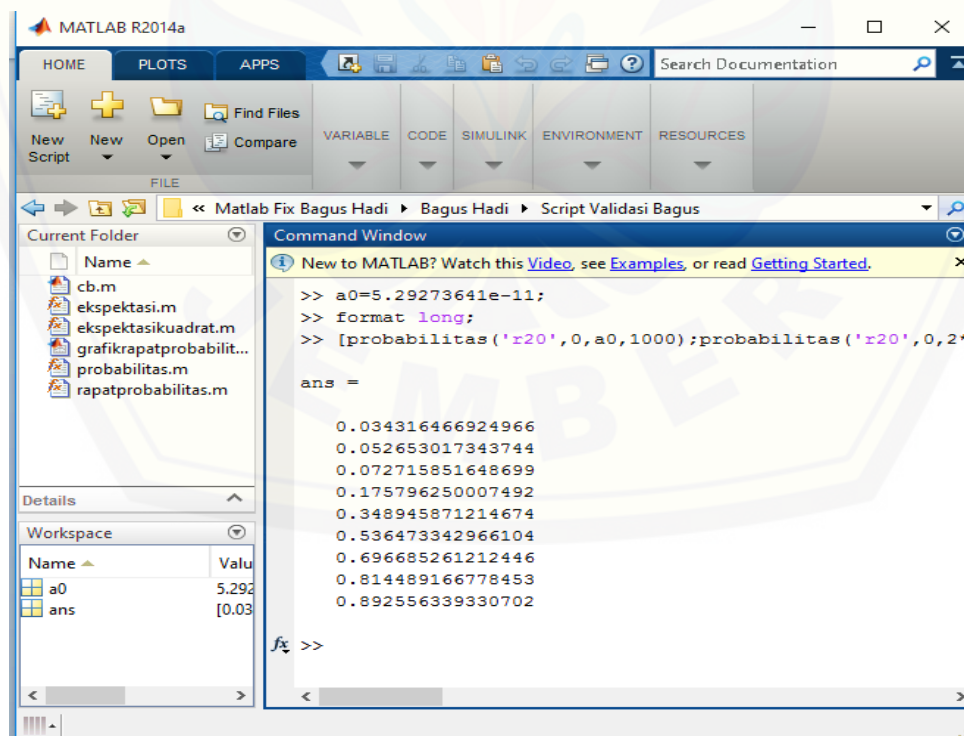 MATLAB R2014a
HOME PLOTS APPS Search Documentation
New Script New Open Find Files Compare VARIABLE CODE SIMULINK ENVIRONMENT RESOURCES
FILE
« Matlab Fix Bagus Hadi ▸ Bagus Hadi ▸ Script Validasi Bagus
Current Folder
Name
cb.m
ekspektasi.m
ekspektasikuadrat.m
grafikrapatprobabilit...
probabilitas.m
rapatprobabilitas.m
Details
Workspace
Name Valu
a0 5.292
ans [0.03
Command Window
New to MATLAB? Watch this Video, see Examples, or read Getting Started.
>> a0=5.29273641e-11;
>> format long;
>> [probabilitas('r20',0,a0,1000);probabilitas('r20',0,2*
ans =
0.034316466924966
0.052653017343744
0.072715851648699
0.175796250007492
0.348945871214674
0.536473342966104
0.696685261212446
0.814489166778453
0.892556339330702
fx >>
EMBER